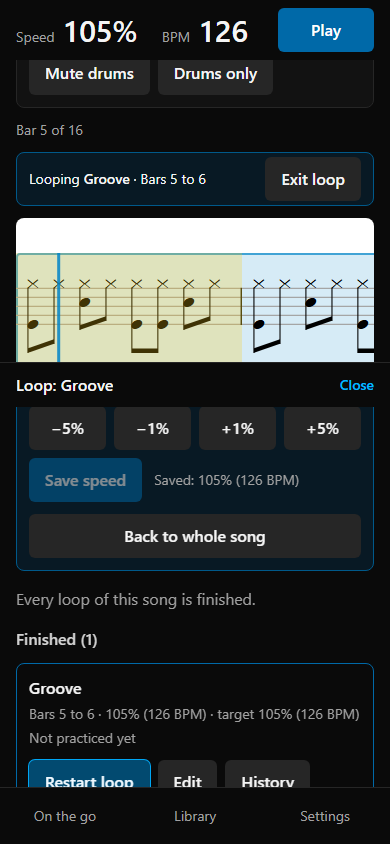 Speed 105% BPM 126 Play
Mute drums Drums only
Bar 5 of 16
Looping Groove · Bars 5 to 6 Exit loop
Loop: Groove Close
−5% −1% +1% +5%
Save speed Saved: 105% (126 BPM)
Back to whole song
Every loop of this song is finished.
Finished (1)
Groove
Bars 5 to 6 · 105% (126 BPM) · target 105% (126 BPM)
Not practiced yet
Restart loop Edit History
On the go Library Settings